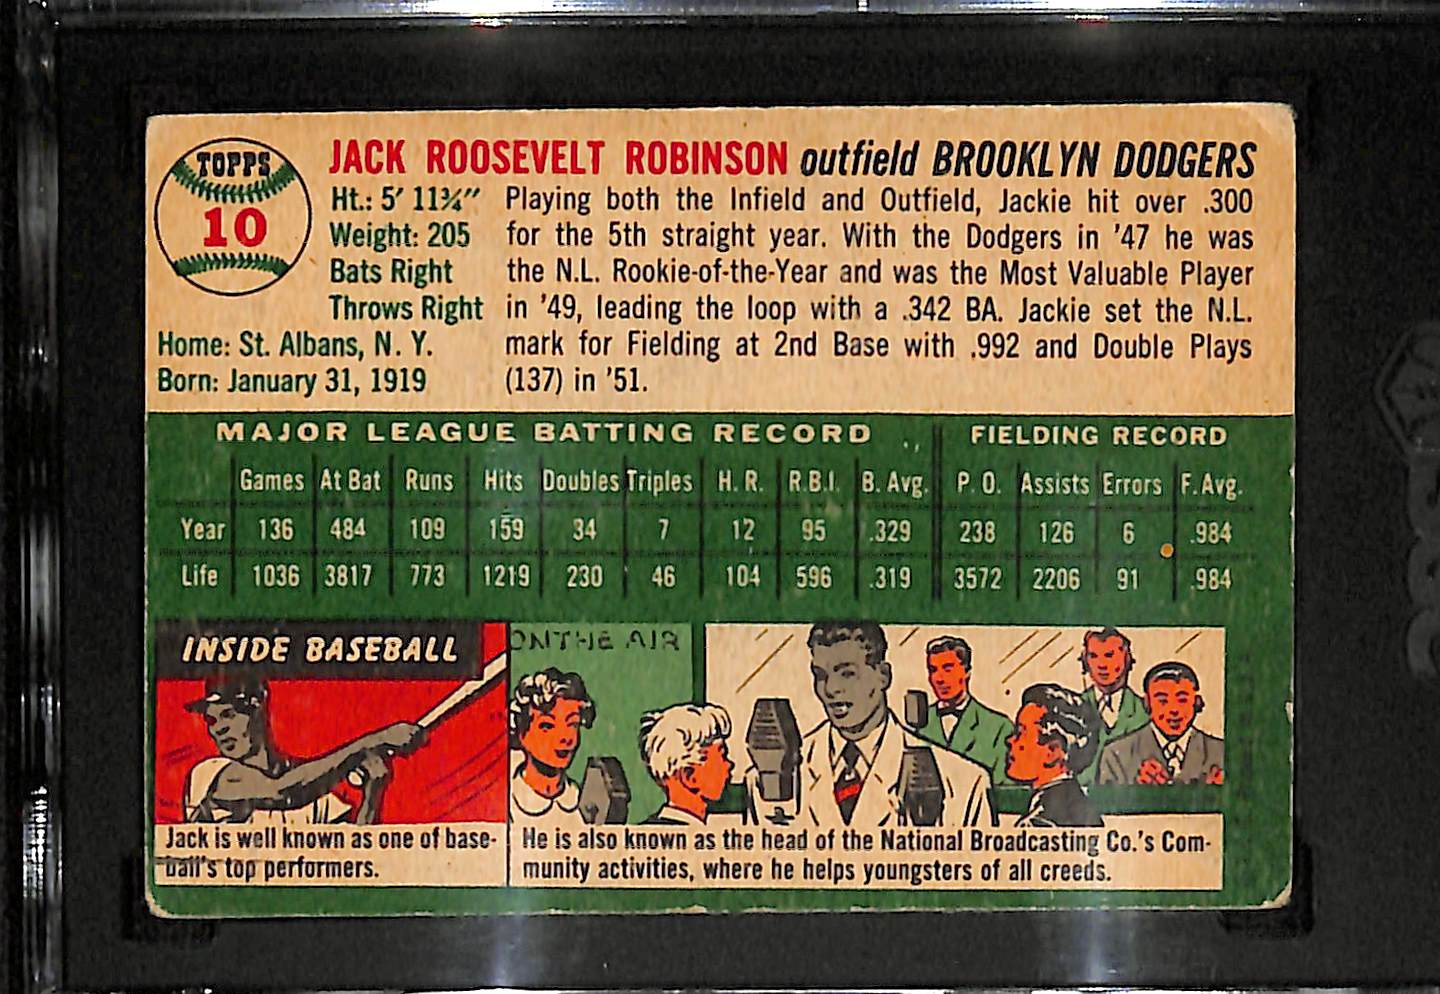 TOPPS
10
JACK ROOSEVELT ROBINSON outfield BROOKLYN DODGERS
Ht.: 5' 11¾"
Weight: 205
Bats Right
Throws Right
Home: St. Albans, N. Y.
Born: January 31, 1919
Playing both the Infield and Outfield, Jackie hit over .300
for the 5th straight year. With the Dodgers in '47 he was
the N.L. Rookie-of-the-Year and was the Most Valuable Player
in '49, leading the loop with a .342 BA. Jackie set the N.L.
mark for Fielding at 2nd Base with .992 and Double Plays
(137) in '51.
MAJOR LEAGUE BATTING RECORD FIELDING RECORD
Games At Bat Runs Hits Doubles Triples H. R. R.B.I. B. Avg. P. O. Assists Errors F. Avg.
Year 136 484 109 159 34 7 12 95 .329 238 126 6 .984
Life 1036 3817 773 1219 230 46 104 596 .319 3572 2206 91 .984
INSIDE BASEBALL
ON THE AIR
Jack is well known as one of base-
ball's top performers.
He is also known as the head of the National Broadcasting Co.'s Com-
munity activities, where he helps youngsters of all creeds.